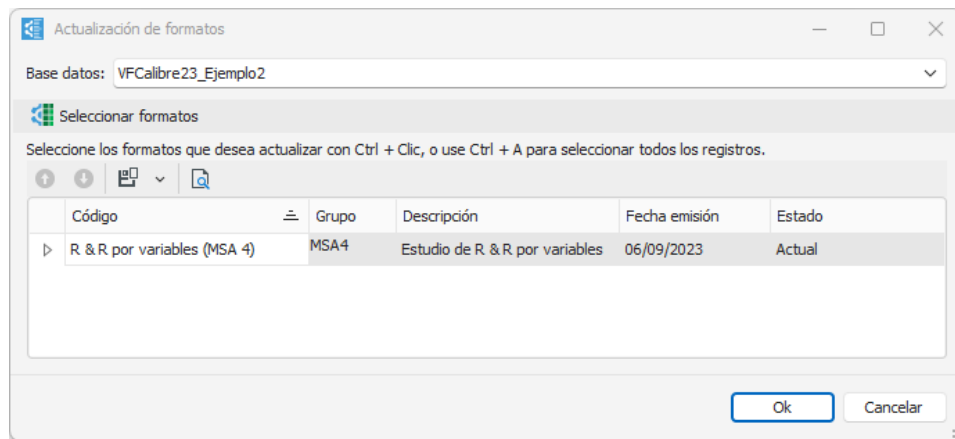 Actualización de formatos
Base datos: VFCalibre23_Ejemplo2
Seleccionar formatos
Seleccione los formatos que desea actualizar con Ctrl + Clic, o use Ctrl + A para seleccionar todos los registros.
Código Grupo Descripción Fecha emisión Estado
R & R por variables (MSA 4) MSA4 Estudio de R & R por variables 06/09/2023 Actual
Ok Cancelar